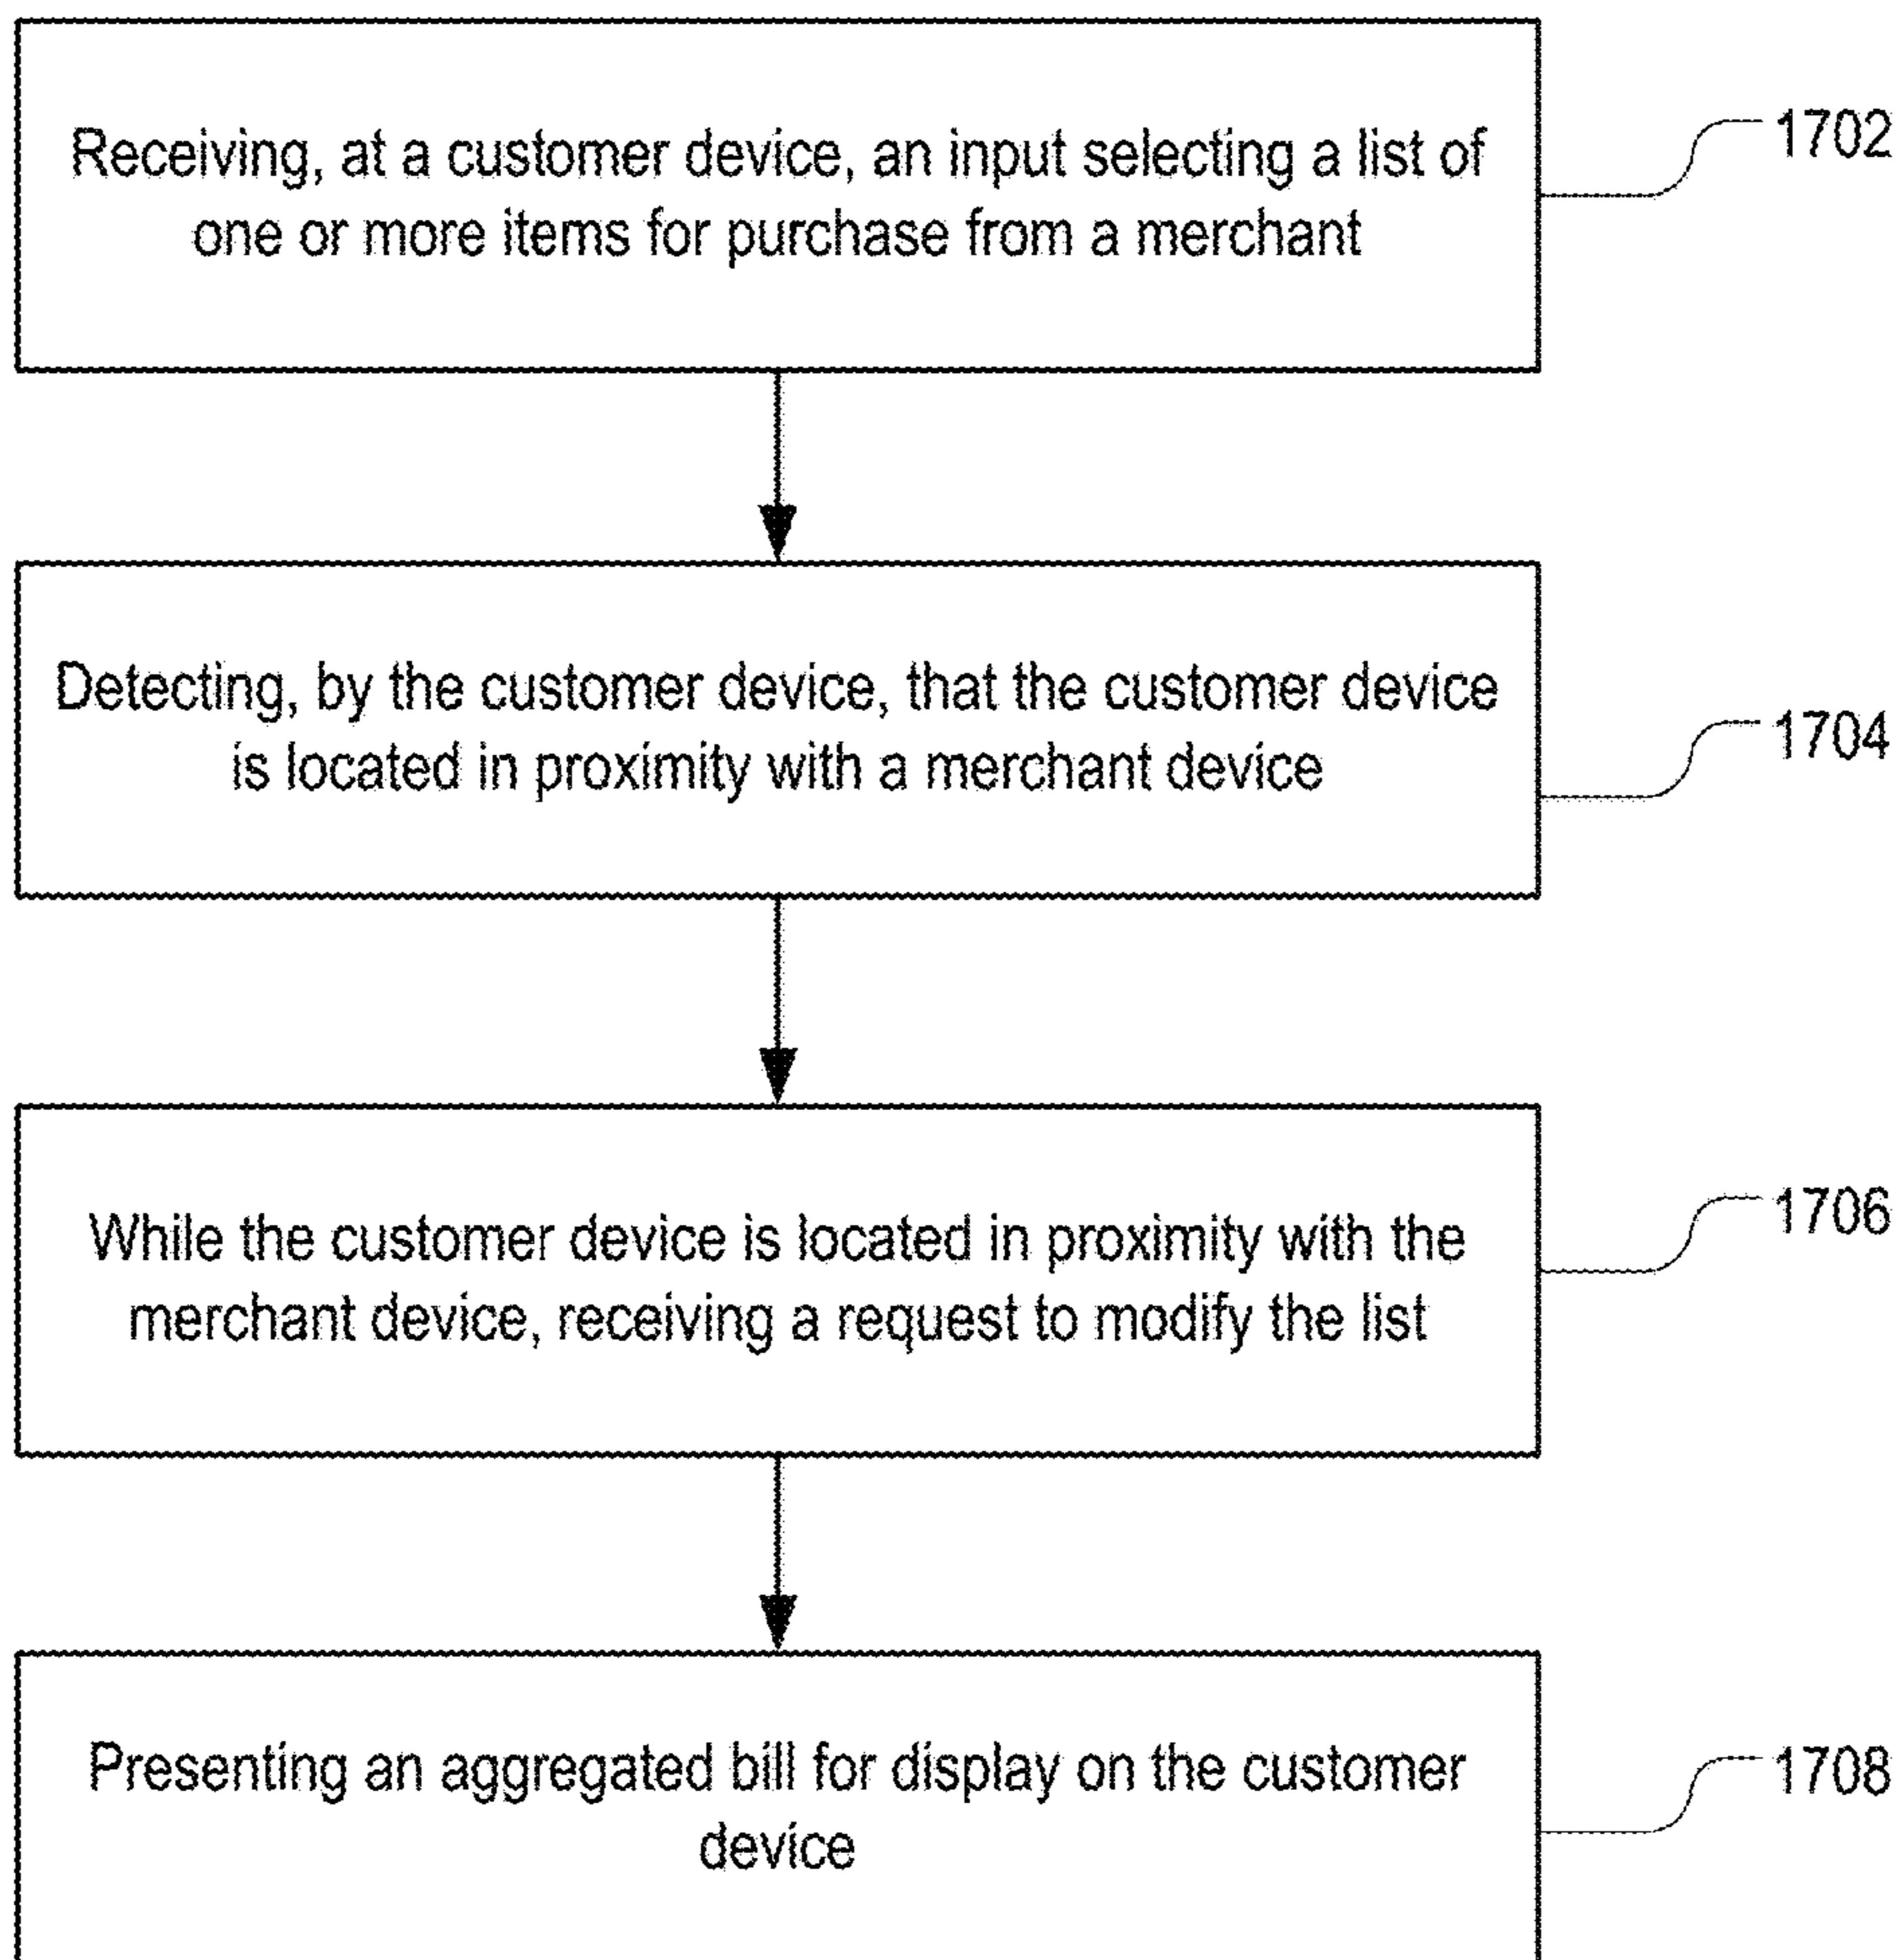 Receiving, at a customer device, an input selecting a list of
one or more items for purchase from a merchant
1702
Detecting, by the customer device, that the customer device
is located in proximity with a merchant device
1704
While the customer device is located in proximity with the
merchant device, receiving a request to modify the list
1706
Presenting an aggregated bill for display on the customer
device
1708